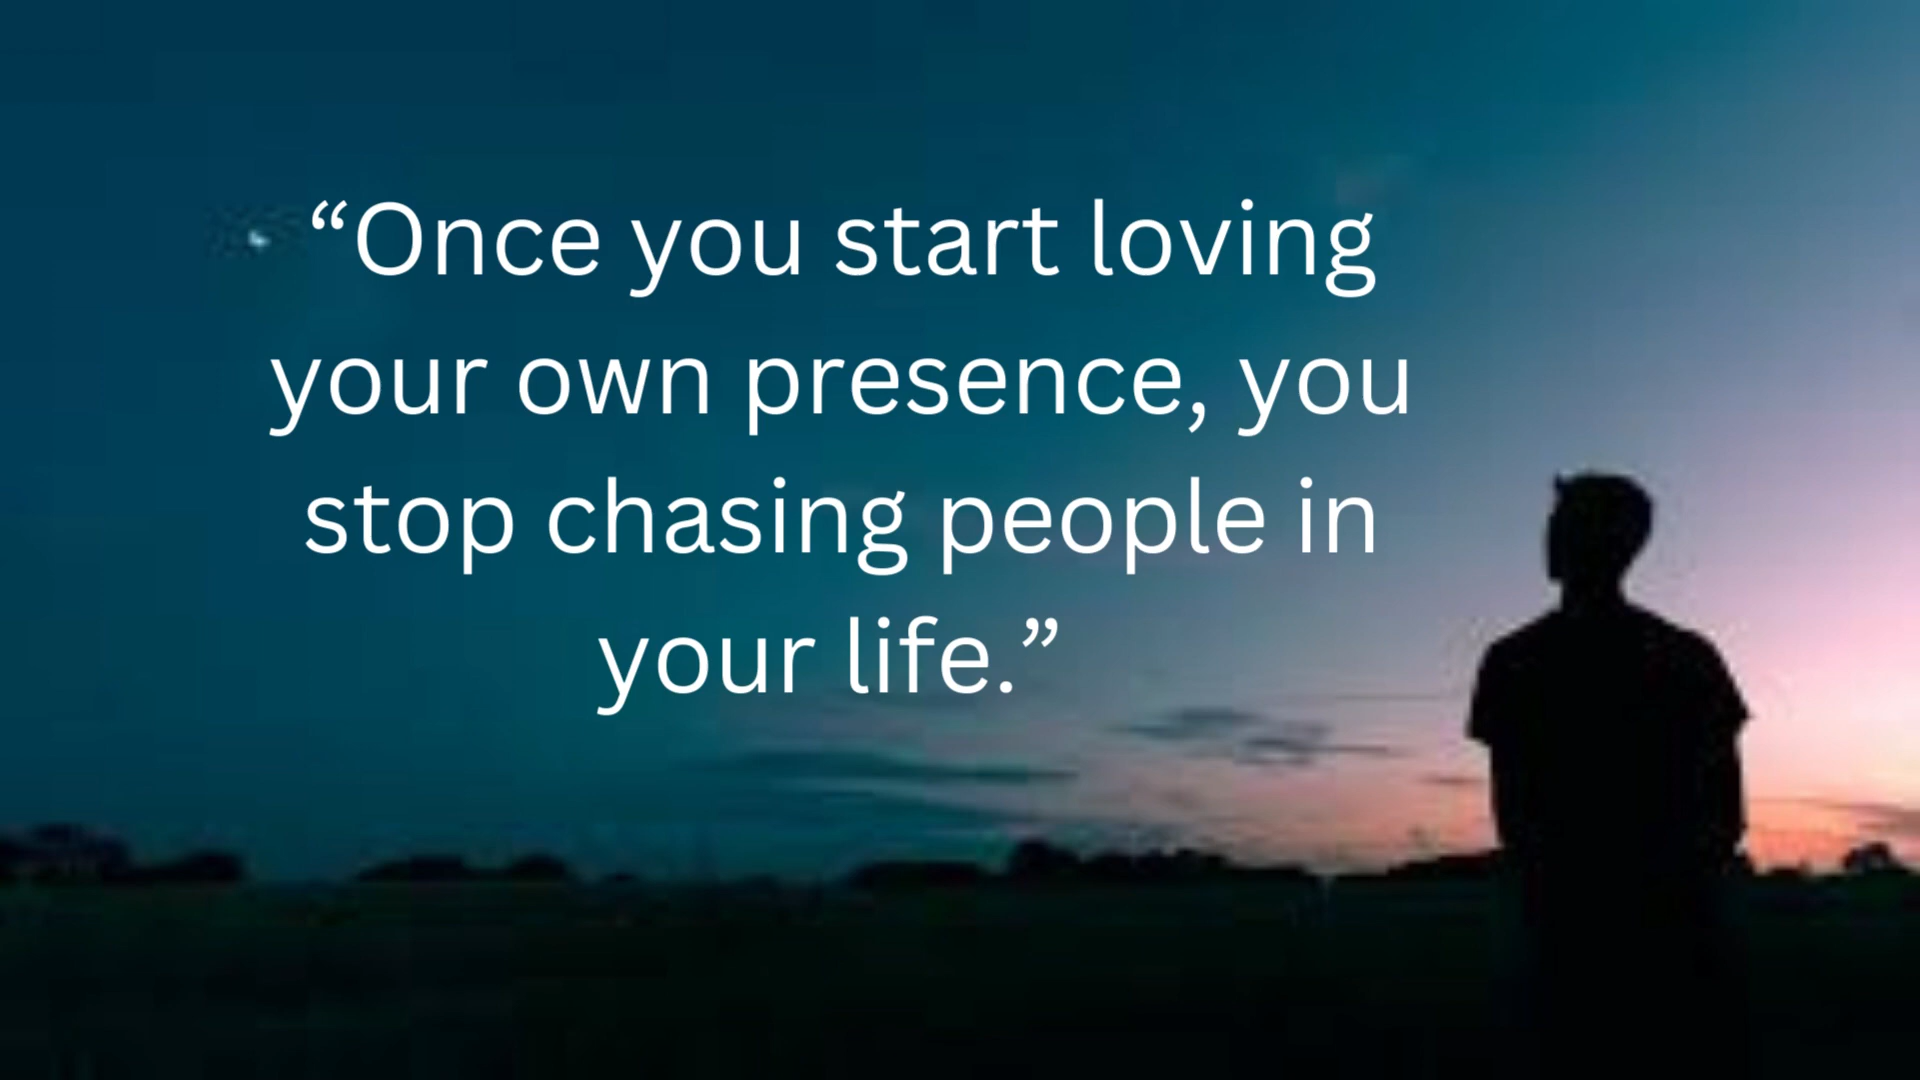 “Once you start loving
your own presence, you
stop chasing people in
your life.”